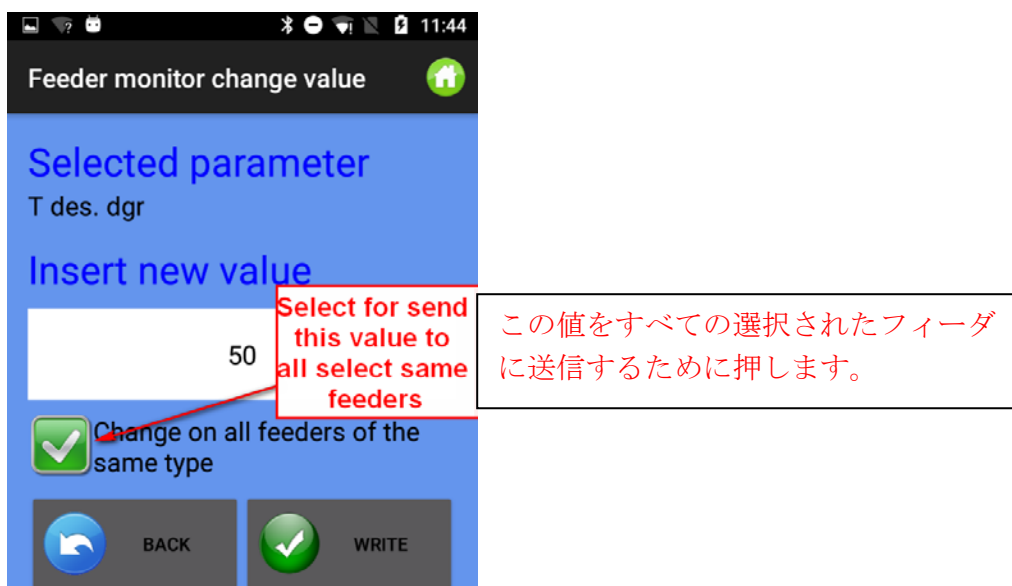 11:44
Feeder monitor change value
Selected parameter
T des. dgr
Insert new value
50
Select for send
this value to
all select same
feeders
この値をすべての選択されたフィーダ
に送信するために押します。
Change on all feeders of the
same type
BACK
WRITE